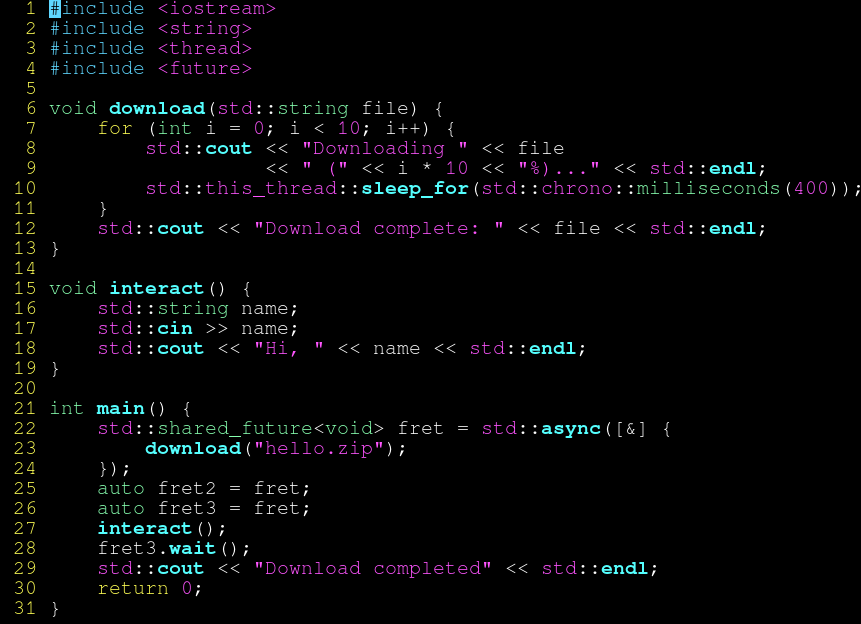 1 #include <iostream>
2 #include <string>
3 #include <thread>
4 #include <future>
5
6 void download(std::string file) {
7     for (int i = 0; i < 10; i++) {
8         std::cout << "Downloading " << file
9                   << " (" << i * 10 << "%)..." << std::endl;
10         std::this_thread::sleep_for(std::chrono::milliseconds(400));
11     }
12     std::cout << "Download complete: " << file << std::endl;
13 }
14
15 void interact() {
16     std::string name;
17     std::cin >> name;
18     std::cout << "Hi, " << name << std::endl;
19 }
20
21 int main() {
22     std::shared_future<void> fret = std::async([&] {
23         download("hello.zip");
24     });
25     auto fret2 = fret;
26     auto fret3 = fret;
27     interact();
28     fret3.wait();
29     std::cout << "Download completed" << std::endl;
30     return 0;
31 }